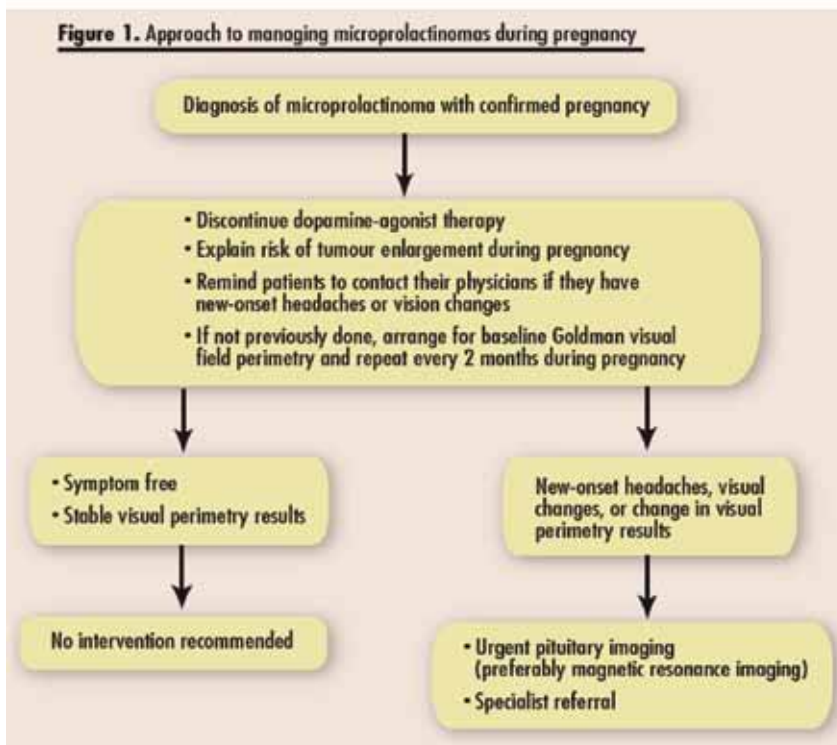 Figure 1. Approach to managing microprolactinomas during pregnancy
Diagnosis of microprolactinoma with confirmed pregnancy
• Discontinue dopamine-agonist therapy
• Explain risk of tumour enlargement during pregnancy
• Remind patients to contact their physicians if they have
new-onset headaches or vision changes
• If not previously done, arrange for baseline Goldman visual
field perimetry and repeat every 2 months during pregnancy
• Symptom free
• Stable visual perimetry results
No intervention recommended
New-onset headaches, visual
changes, or change in visual
perimetry results
• Urgent pituitary imaging
(preferably magnetic resonance imaging)
• Specialist referral